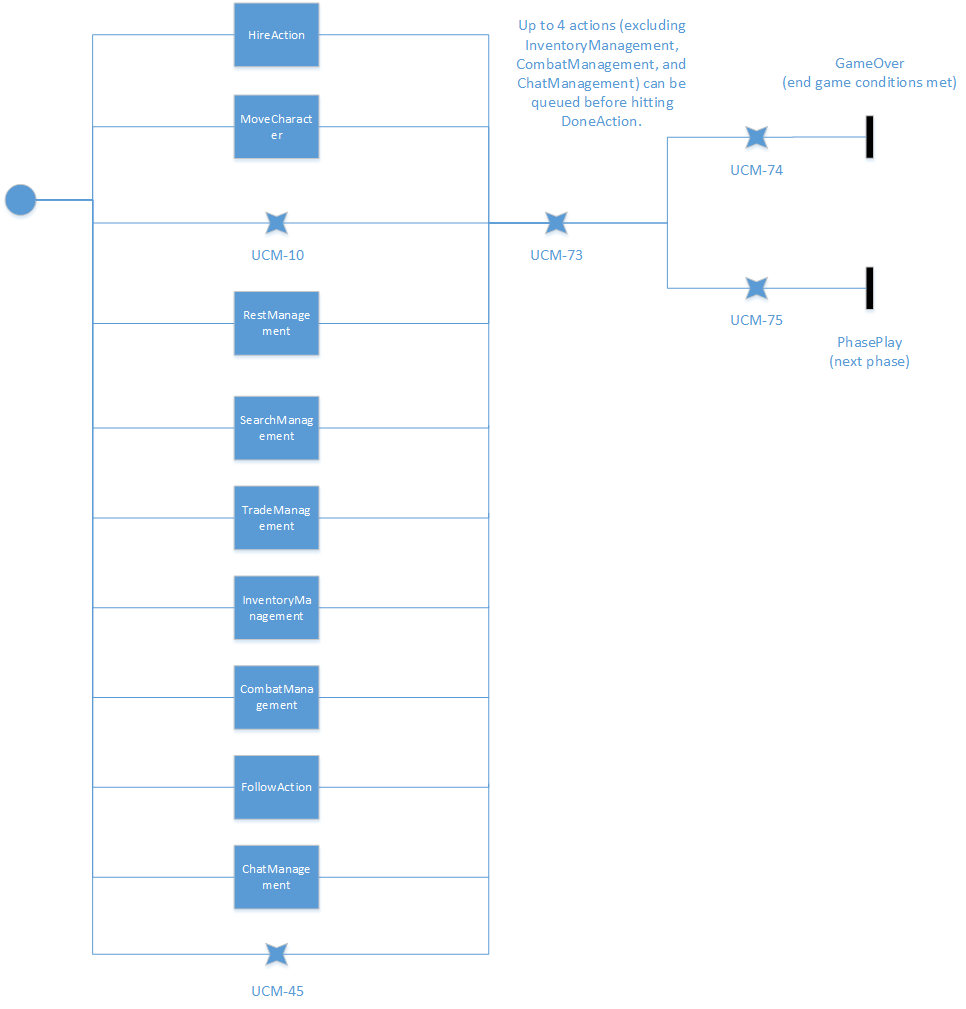 HireAction
Up to 4 actions (excluding
InventoryManagement,
CombatManagement, and
ChatManagement) can be
queued before hitting
DoneAction.
GameOver
(end game conditions met)
MoveCharact
er
UCM-74
UCM-10
UCM-73
RestManage
ment
UCM-75
PhasePlay
(next phase)
SearchManag
ement
TradeManag
ement
InventoryMa
nagement
CombatMana
gement
FollowAction
ChatManage
ment
UCM-45